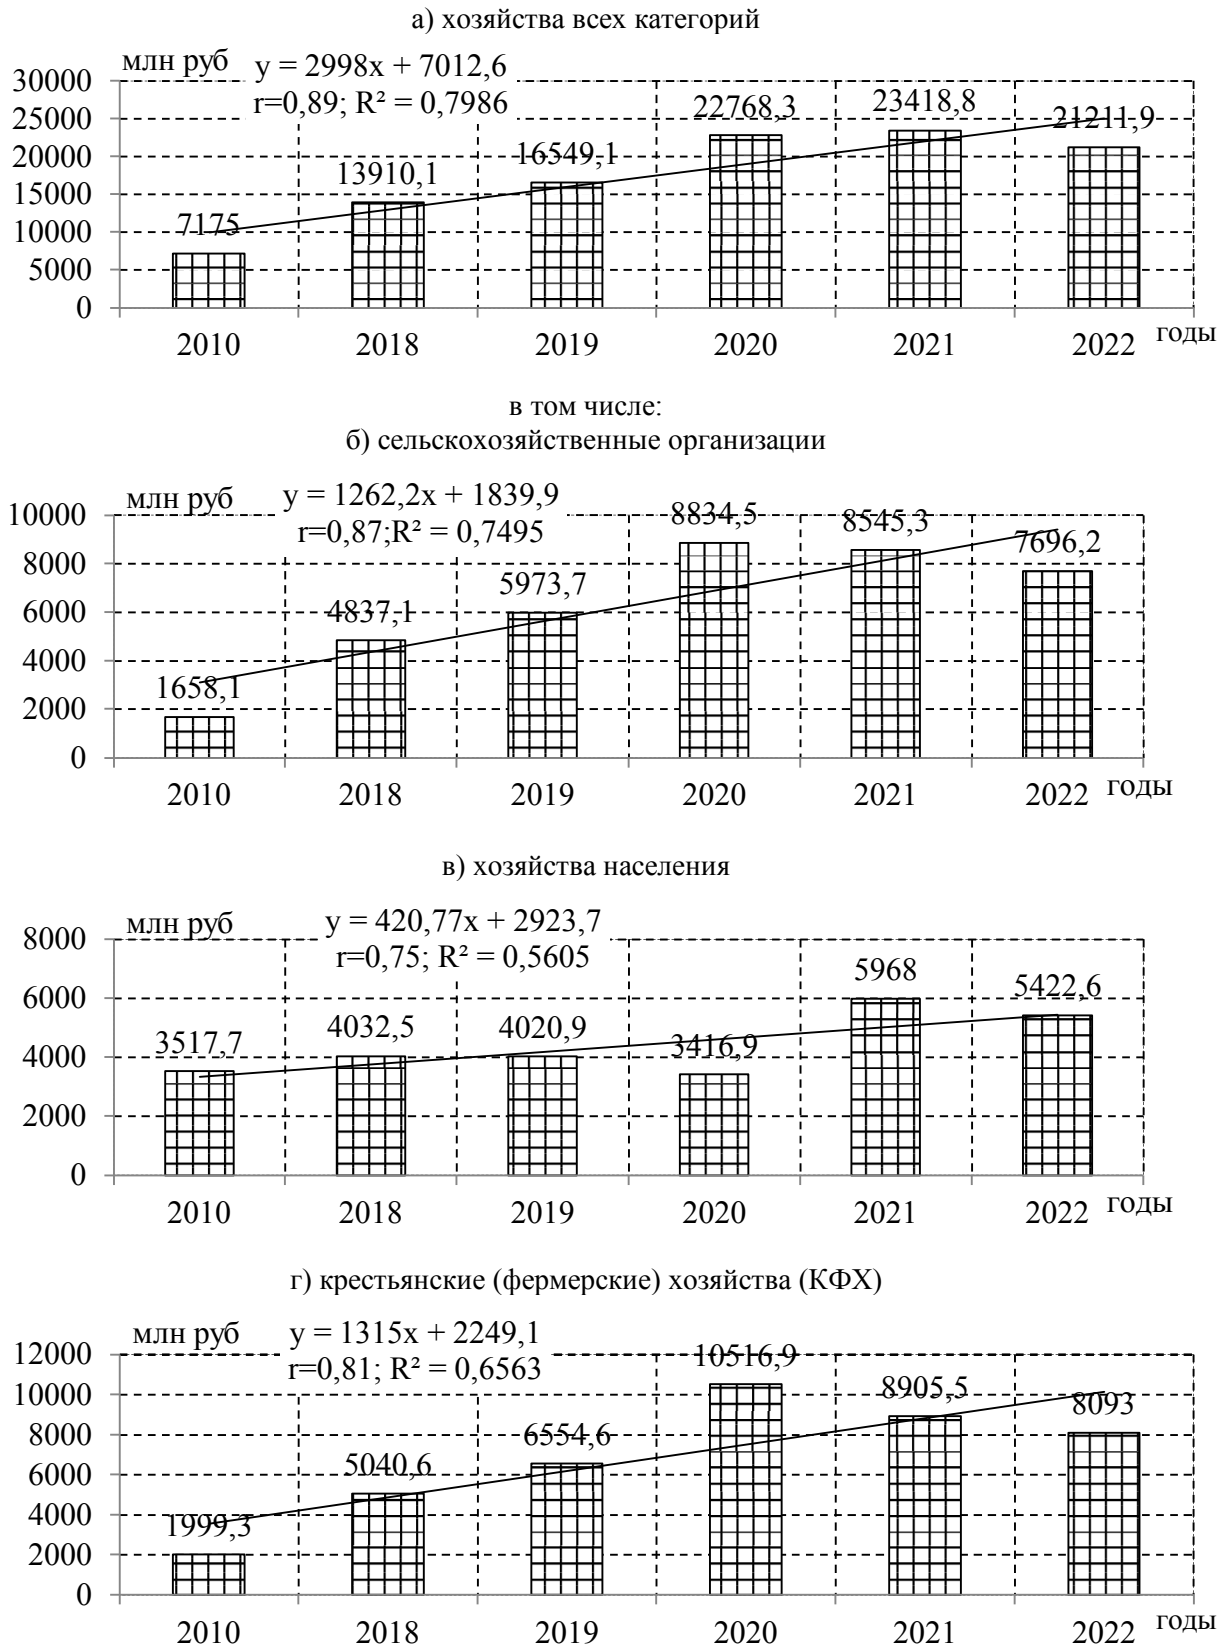 а) хозяйства всех категорий
млн руб
y = 2998x + 7012,6
r=0,89; R² = 0,7986
30000
25000
20000
15000
10000
5000
0
7175
13910,1
16549,1
22768,3
23418,8
21211,9
2010 2018 2019 2020 2021 2022 годы
в том числе:
б) сельскохозяйственные организации
млн руб
y = 1262,2x + 1839,9
r=0,87;R² = 0,7495
10000
8000
6000
4000
2000
0
1658,1
4837,1
5973,7
8834,5
8545,3
7696,2
2010 2018 2019 2020 2021 2022 годы
в) хозяйства населения
млн руб
y = 420,77x + 2923,7
r=0,75; R² = 0,5605
8000
6000
4000
2000
0
3517,7
4032,5
4020,9
3416,9
5968
5422,6
2010 2018 2019 2020 2021 2022 годы
г) крестьянские (фермерские) хозяйства (КФХ)
млн руб
y = 1315x + 2249,1
r=0,81; R² = 0,6563
12000
10000
8000
6000
4000
2000
0
1999,3
5040,6
6554,6
10516,9
8905,5
8093
2010 2018 2019 2020 2021 2022 годы